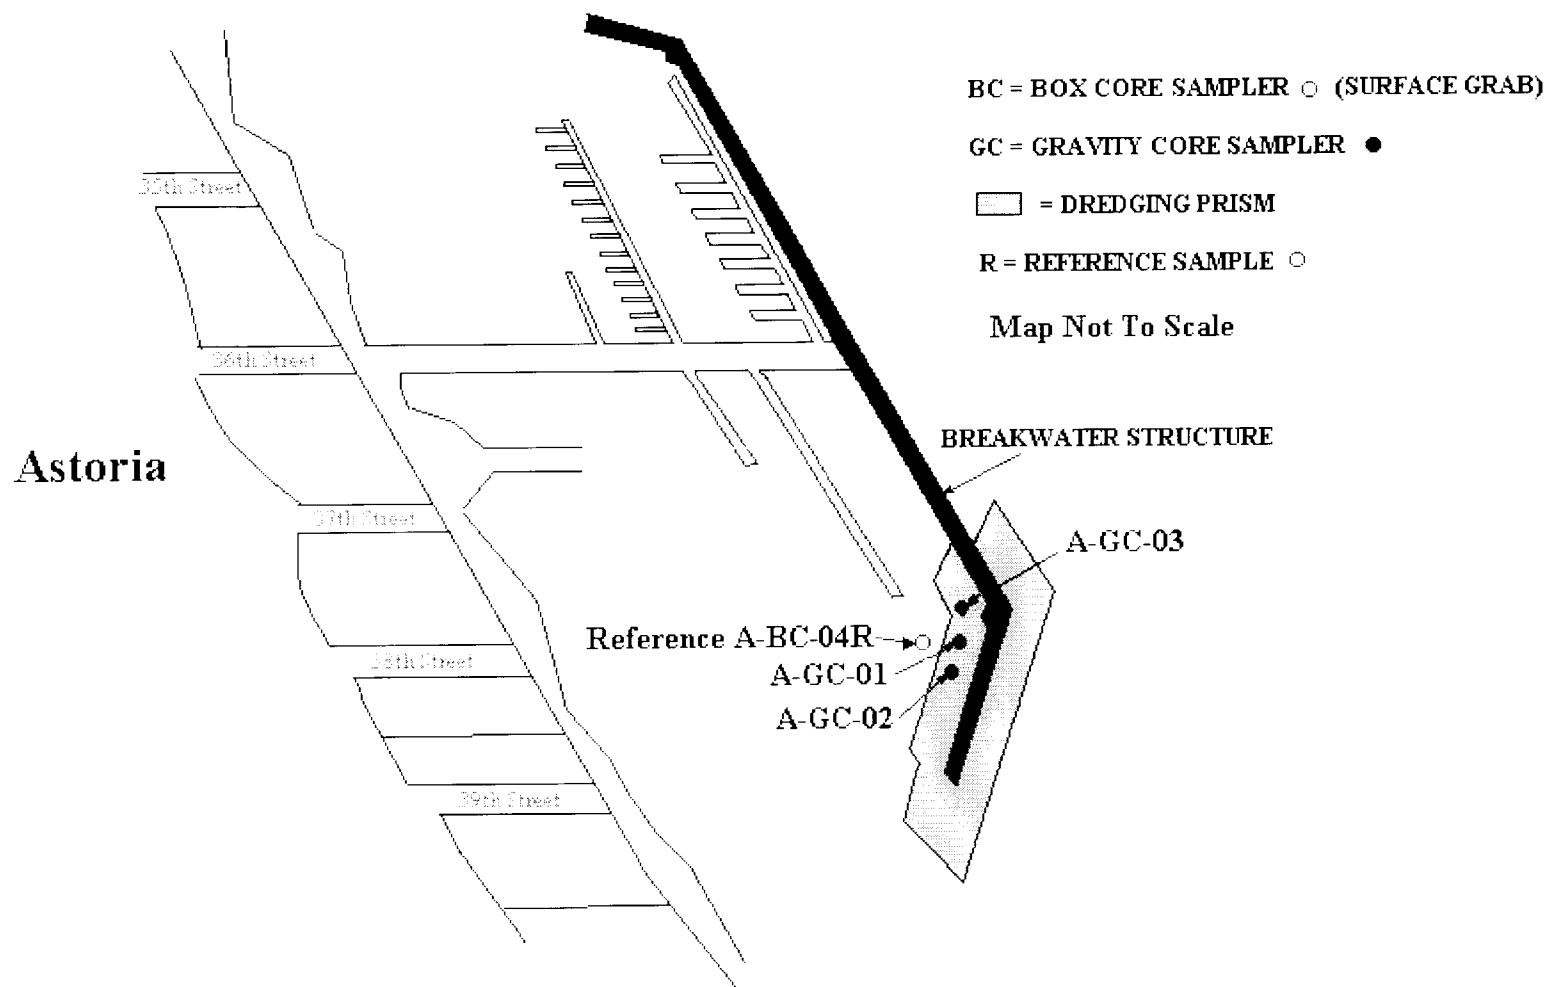 BC = BOX CORE SAMPLER (SURFACE GRAB)
GC = GRAVITY CORE SAMPLER
= DREDGING PRISM
R = REFERENCE SAMPLE
Map Not To Scale
35th Street
36th Street
BREAKWATER STRUCTURE
Astoria
37th Street
A-GC-03
Reference A-BC-04R
38th Street
A-GC-01
A-GC-02
39th Street